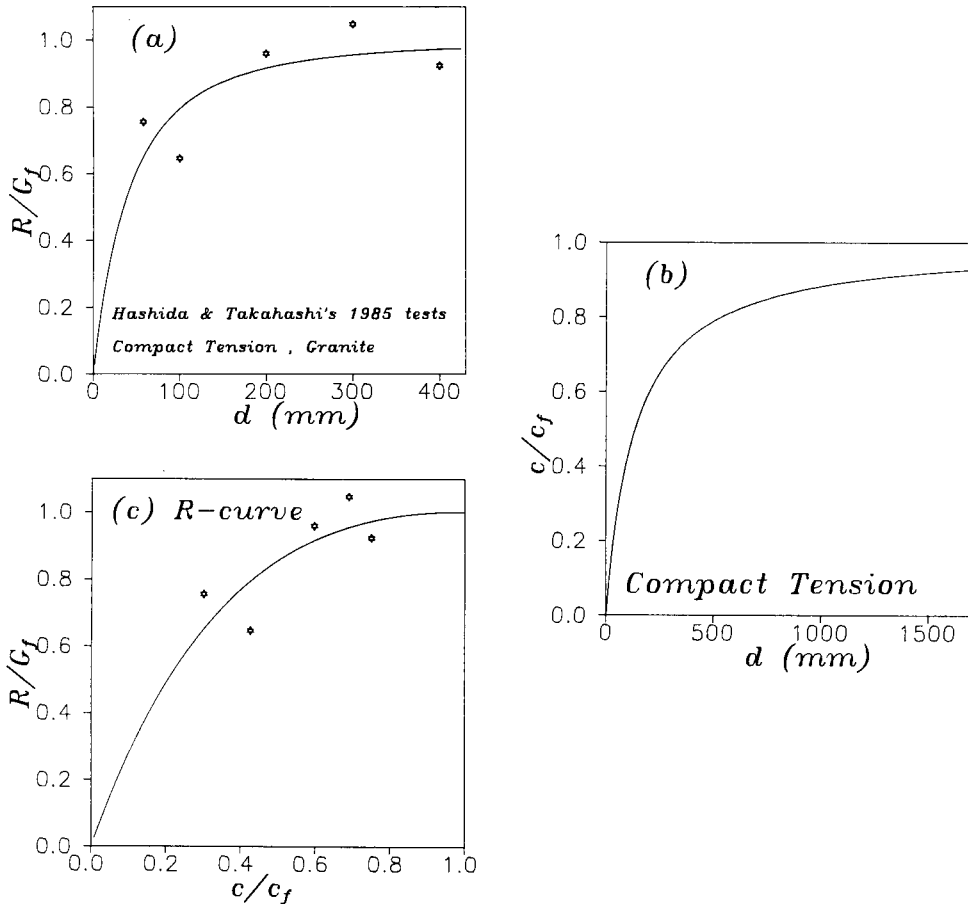 (a)
1.0
0.8
0.6
0.4
0.2
0.0
R/G_f
Hashida & Takahashi's 1985 tests
Compact Tension , Granite
0 100 200 300 400
d (mm)
(b)
1.0
0.8
0.6
0.4
0.2
0.0
c/c_f
Compact Tension
0 500 1000 1500
d (mm)
(c) R-curve
1.0
0.8
0.6
0.4
0.2
0.0
R/G_f
0.0 0.2 0.4 0.6 0.8 1.0
c/c_f